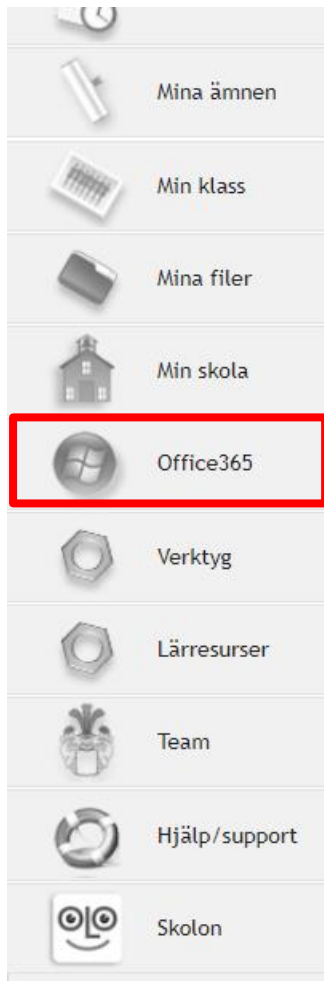 Mina ämnen
Min klass
Mina filer
Min skola
Office365
Verktyg
Lärresurser
Team
Hjälp/support
Skolon